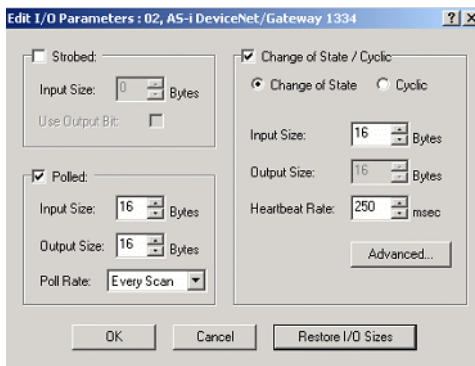 Edit I/O Parameters : 02, AS-i DeviceNet/Gateway 1334
Strobed:
Input Size: 0 Bytes
Use Output Bit:
Polled:
Input Size: 16 Bytes
Output Size: 16 Bytes
Poll Rate: Every Scan
Change of State / Cyclic
Change of State Cyclic
Input Size: 16 Bytes
Output Size: 16 Bytes
Heartbeat Rate: 250 msec
Advanced...
OK Cancel Restore I/O Sizes